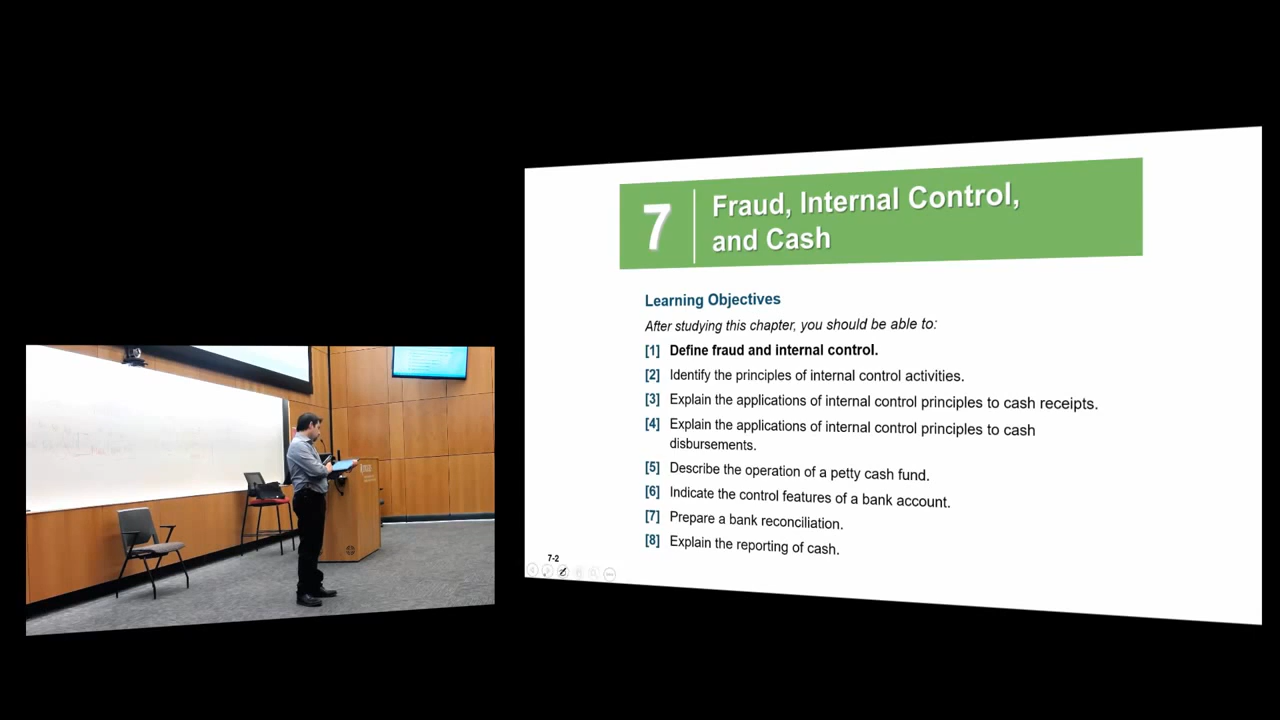 7
Fraud, Internal Control,
and Cash
Learning Objectives
After studying this chapter, you should be able to:
[1] Define fraud and internal control.
[2] Identify the principles of internal control activities.
[3] Explain the applications of internal control principles to cash receipts.
[4] Explain the applications of internal control principles to cash
disbursements.
[5] Describe the operation of a petty cash fund.
[6] Indicate the control features of a bank account.
[7] Prepare a bank reconciliation.
[8] Explain the reporting of cash.
7-2